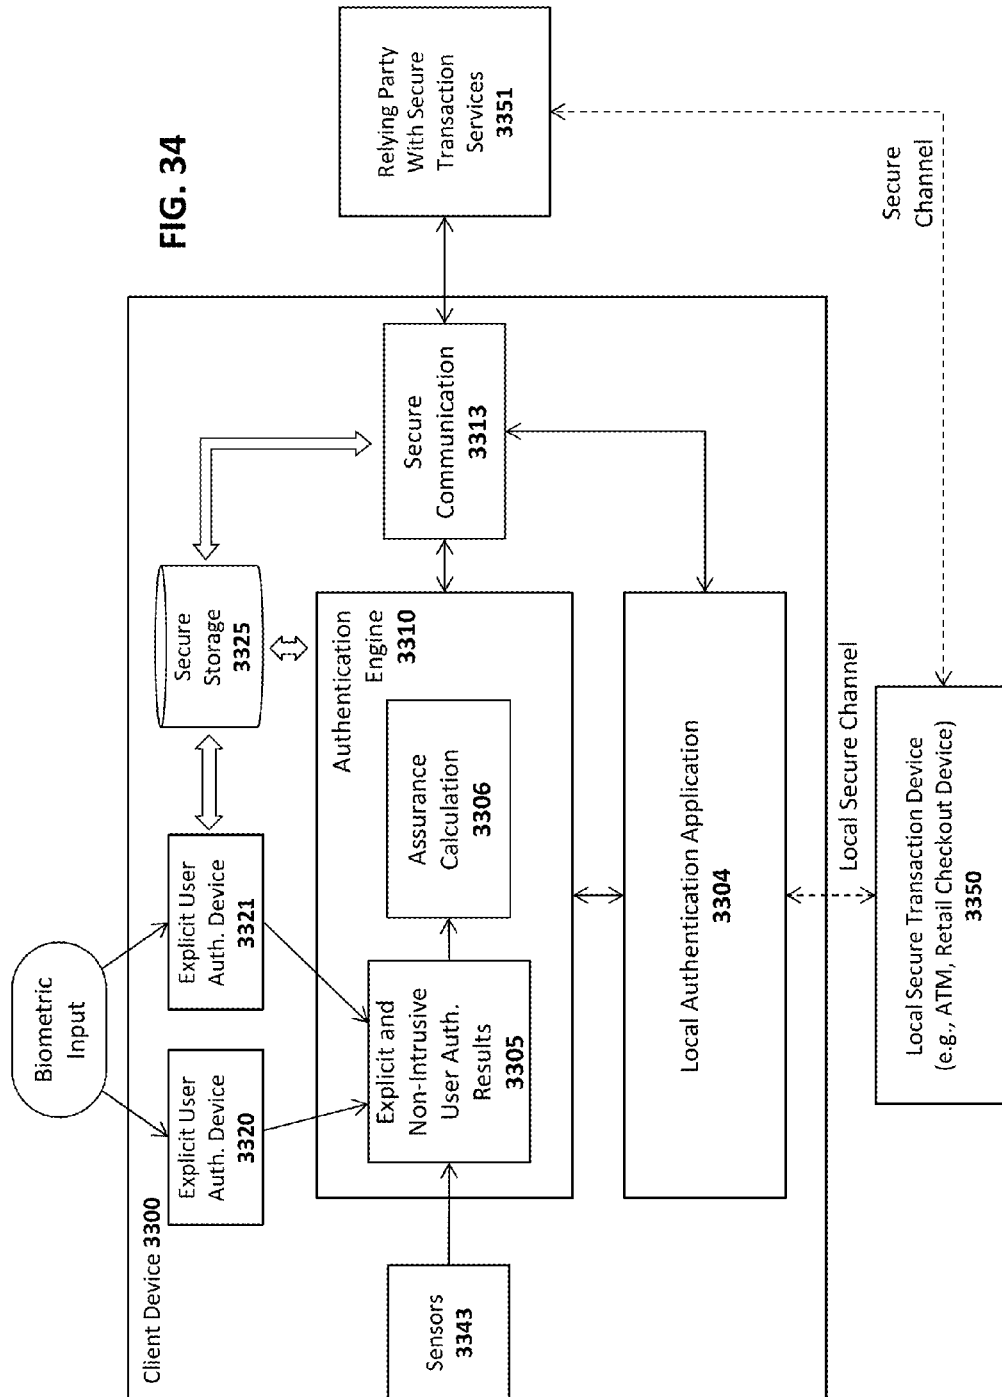 FIG. 34
Biometric
Input
Client Device 3300
Explicit User
Auth. Device
3320
Explicit User
Auth. Device
3321
Secure
Storage
3325
Sensors
3343
Authentication
Engine
3310
Explicit and
Non-Intrusive
User Auth.
Results
3305
Assurance
Calculation
3306
Secure
Communication
3313
Relying Party
With Secure
Transaction
Services
3351
Local Authentication Application
3304
Local Secure Channel
Secure
Channel
Local Secure Transaction Device
(e.g., ATM, Retail Checkout Device)
3350